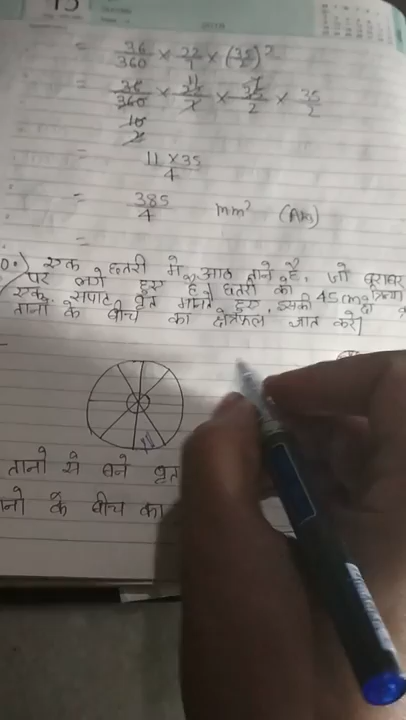 2018
= 36/360 × 22/7 × (35/2)²
= 36/360 × 22/7 × 35/2 × 35/2
10
2
= 11 × 35/4
= 385/4 mm² (Ans)
=
एक छतरी में आठ ताने है, जो बराबर
पर लगे हुए है। छतरी को 45 cm त्रिज्या
एक सपाट वृत मानते हुए, इसकी दो
तानों के बीच का क्षेत्रफल ज्ञात करें।
तानो से बने वृत
तानो के बीच का